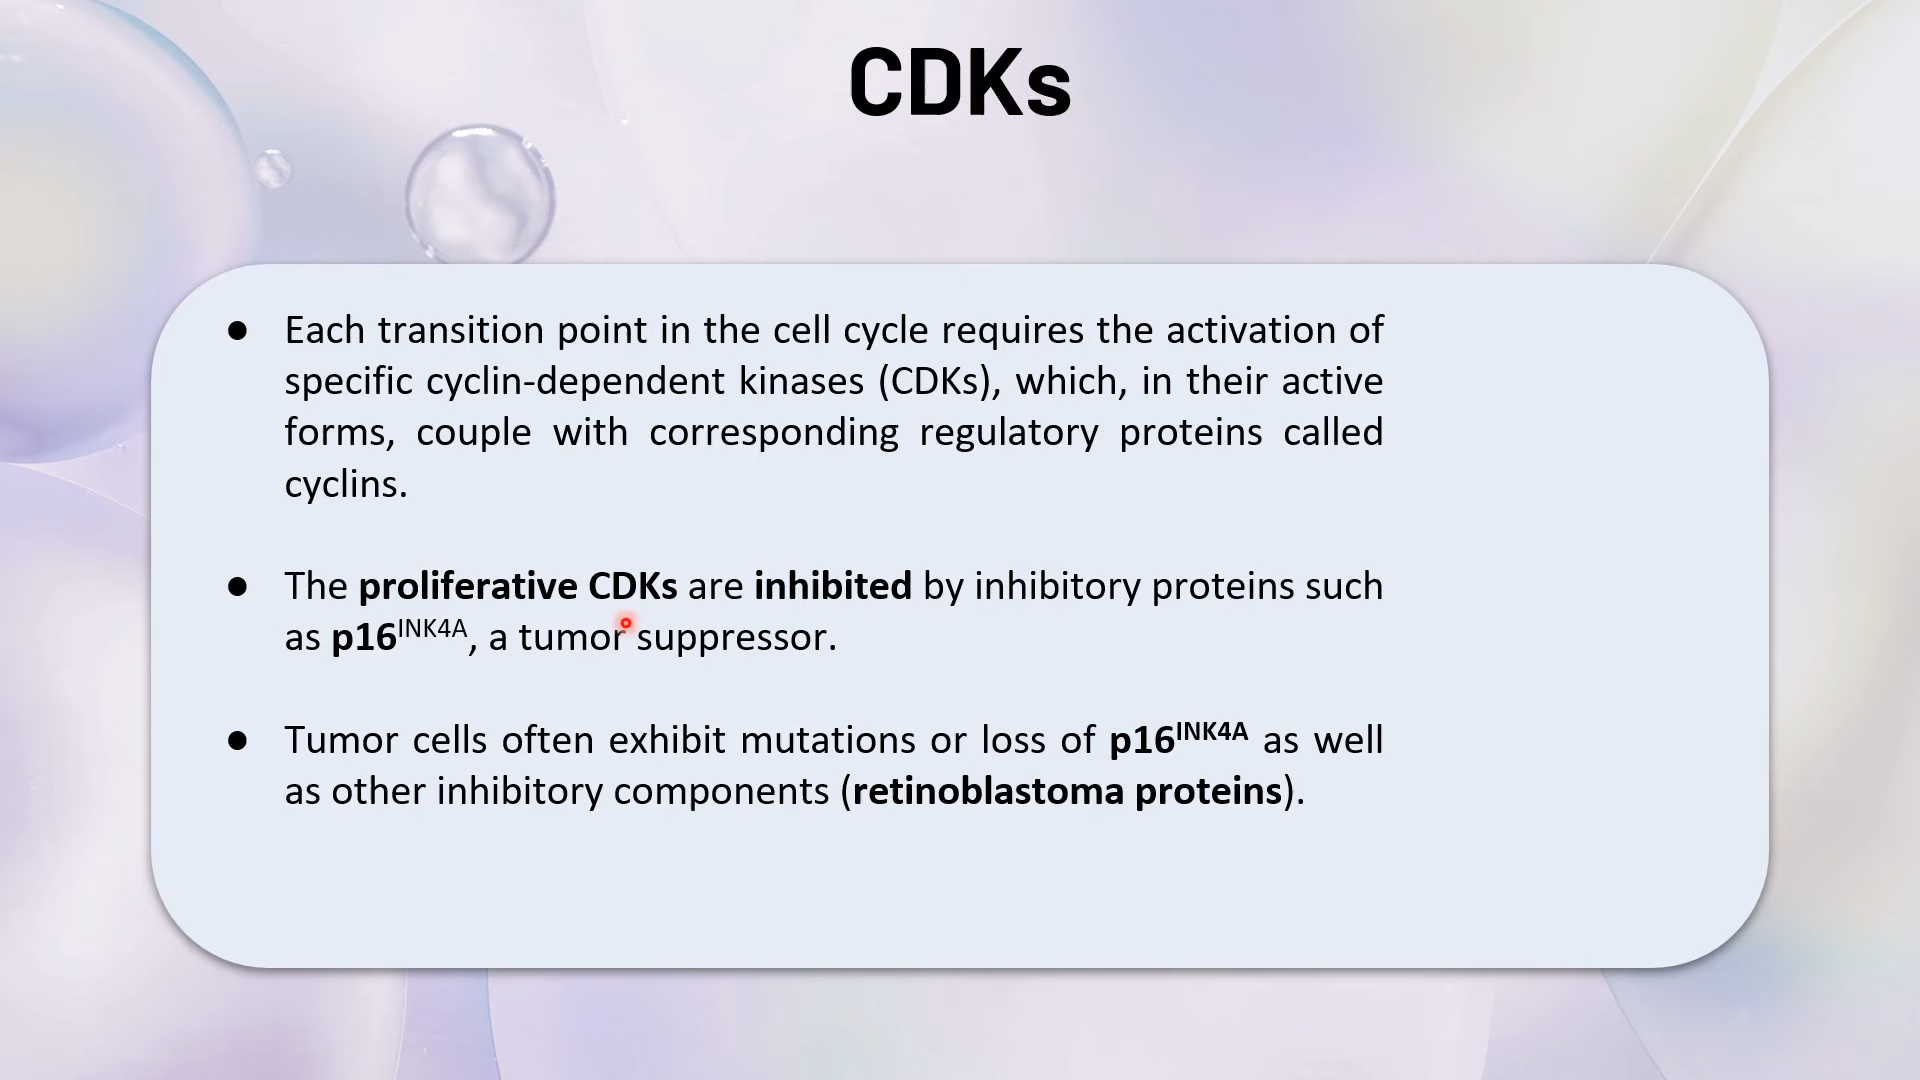 CDKs
● Each transition point in the cell cycle requires the activation of
specific cyclin-dependent kinases (CDKs), which, in their active
forms, couple with corresponding regulatory proteins called
cyclins.
● The proliferative CDKs are inhibited by inhibitory proteins such
as p16INK4A, a tumor suppressor.
● Tumor cells often exhibit mutations or loss of p16INK4A as well
as other inhibitory components (retinoblastoma proteins).